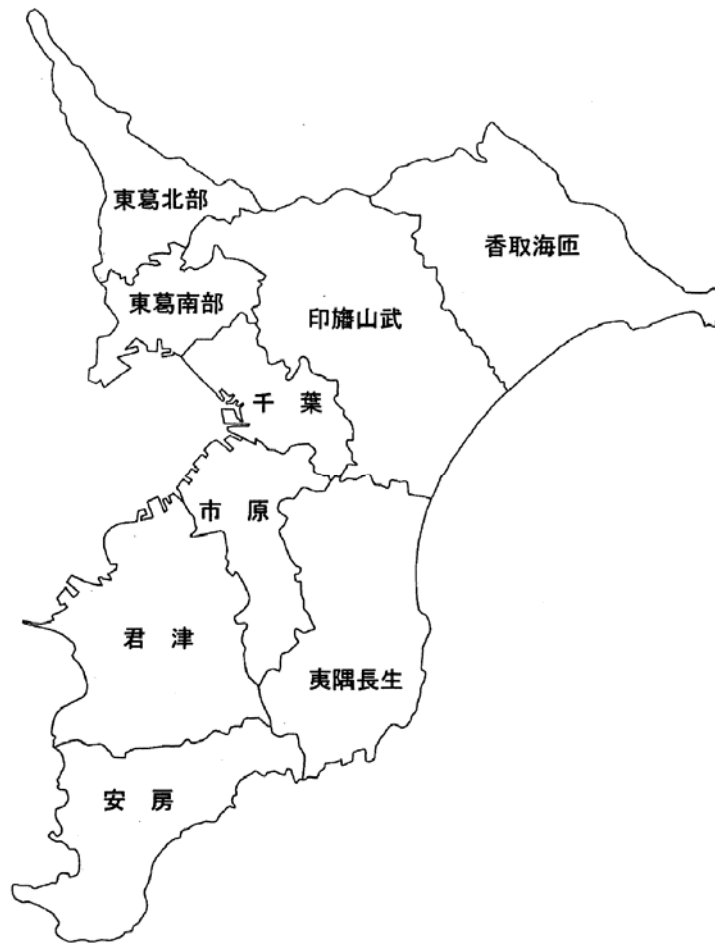 東葛北部
香取海匝
東葛南部
印旛山武
千　葉
市　原
君　津
夷隅長生
安　房